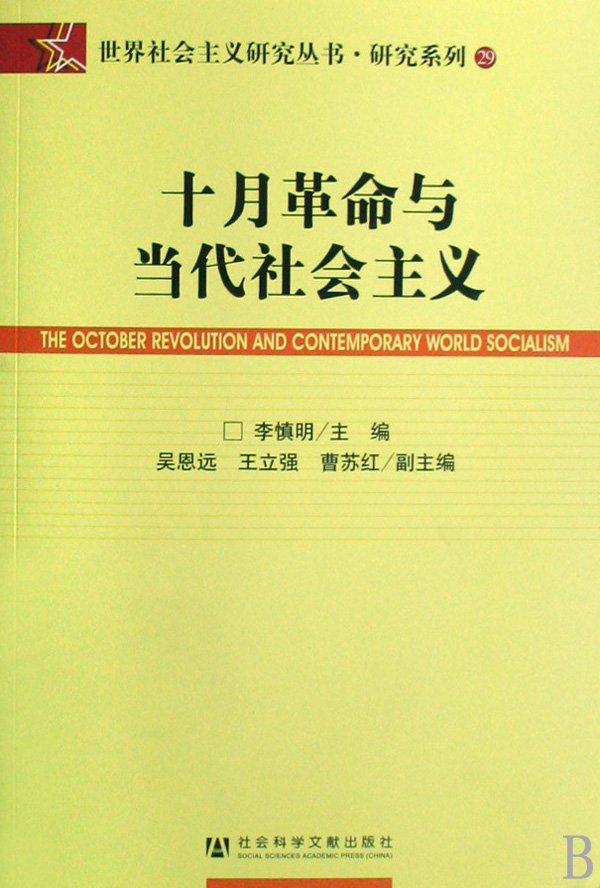 世界社会主义研究丛书·研究系列 29
十月革命与
当代社会主义
THE OCTOBER REVOLUTION AND CONTEMPORARY WORLD SOCIALISM
□ 李慎明/主 编
吴恩远 王立强 曹苏红/副主编
社会科学文献出版社
SOCIAL SCIENCES ACADEMIC PRESS (CHINA)
B